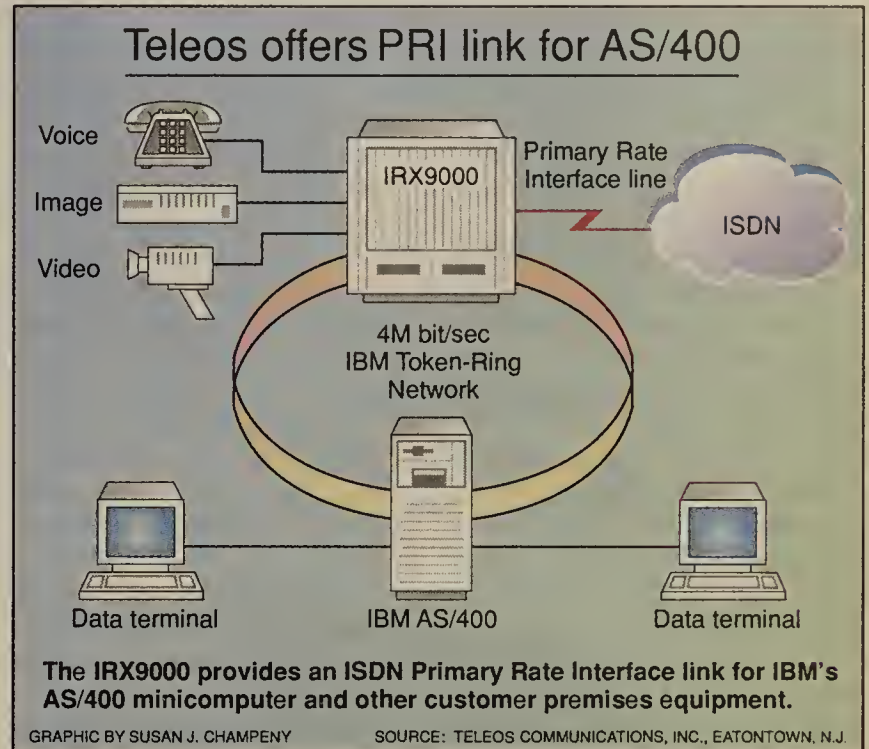 Teleos offers PRI link for AS/400
Voice
Image
Video
IRX9000
Primary Rate
Interface line
ISDN
4M bit/sec
IBM Token-Ring
Network
Data terminal
IBM AS/400
Data terminal
The IRX9000 provides an ISDN Primary Rate Interface link for IBM's
AS/400 minicomputer and other customer premises equipment.
GRAPHIC BY SUSAN J. CHAMPENY
SOURCE: TELEOS COMMUNICATIONS, INC., EATONTOWN, N.J.